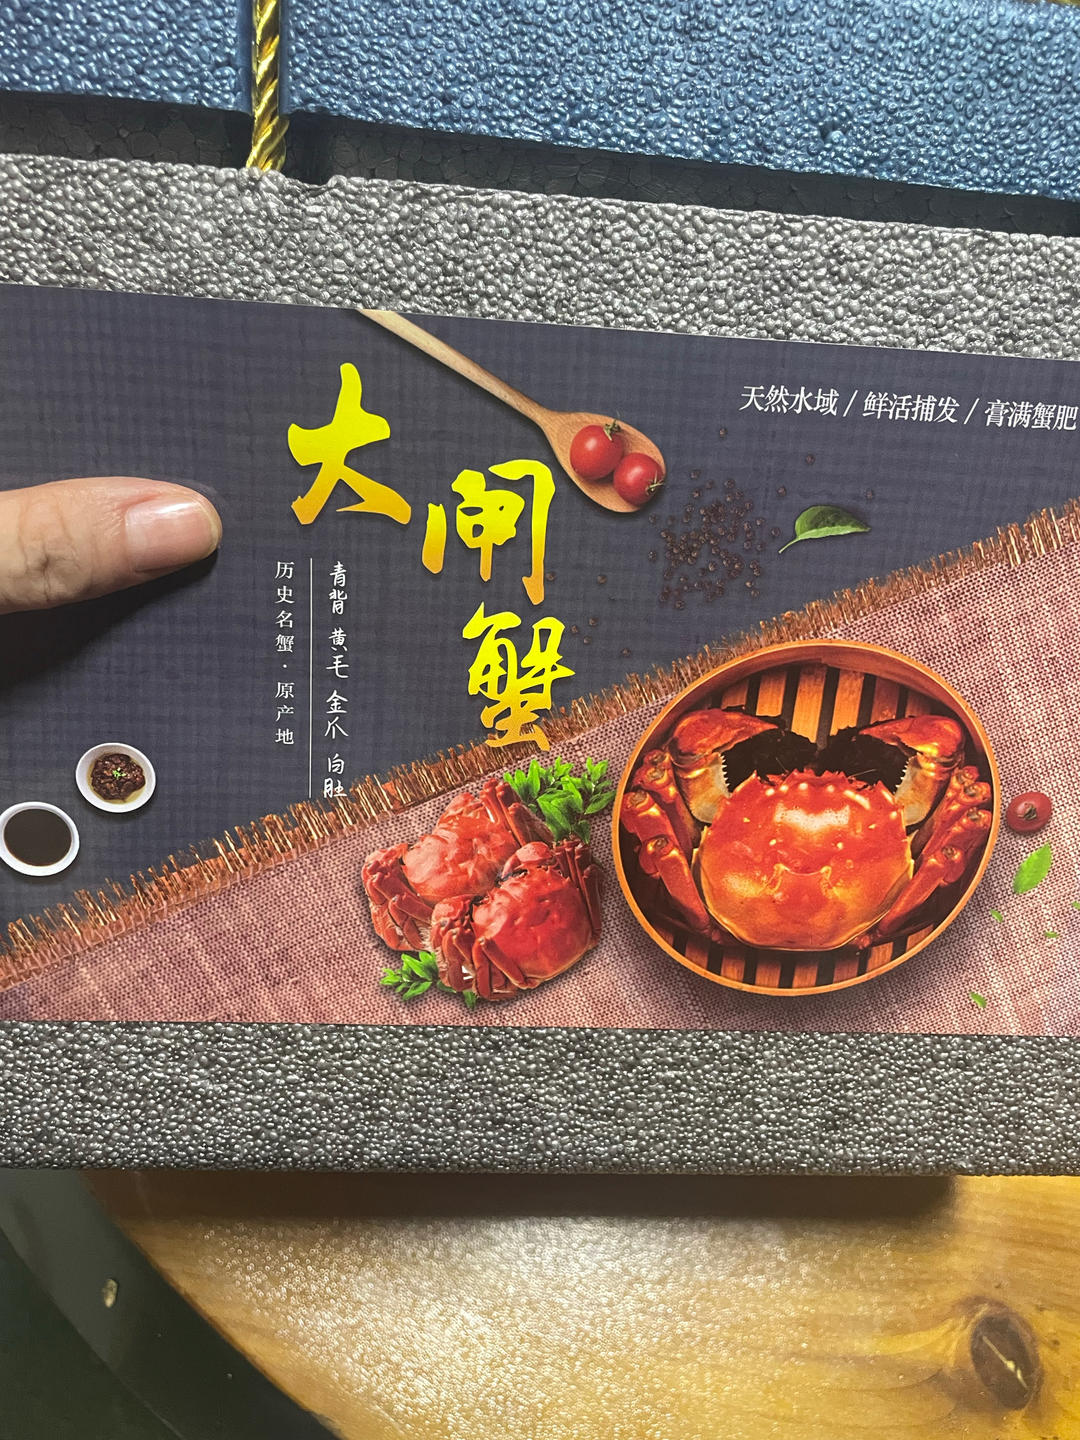 天然水域 / 鲜活捕发 / 膏满蟹肥
大闸蟹
青背 黄毛 金爪 白肚
历史名蟹·原产地